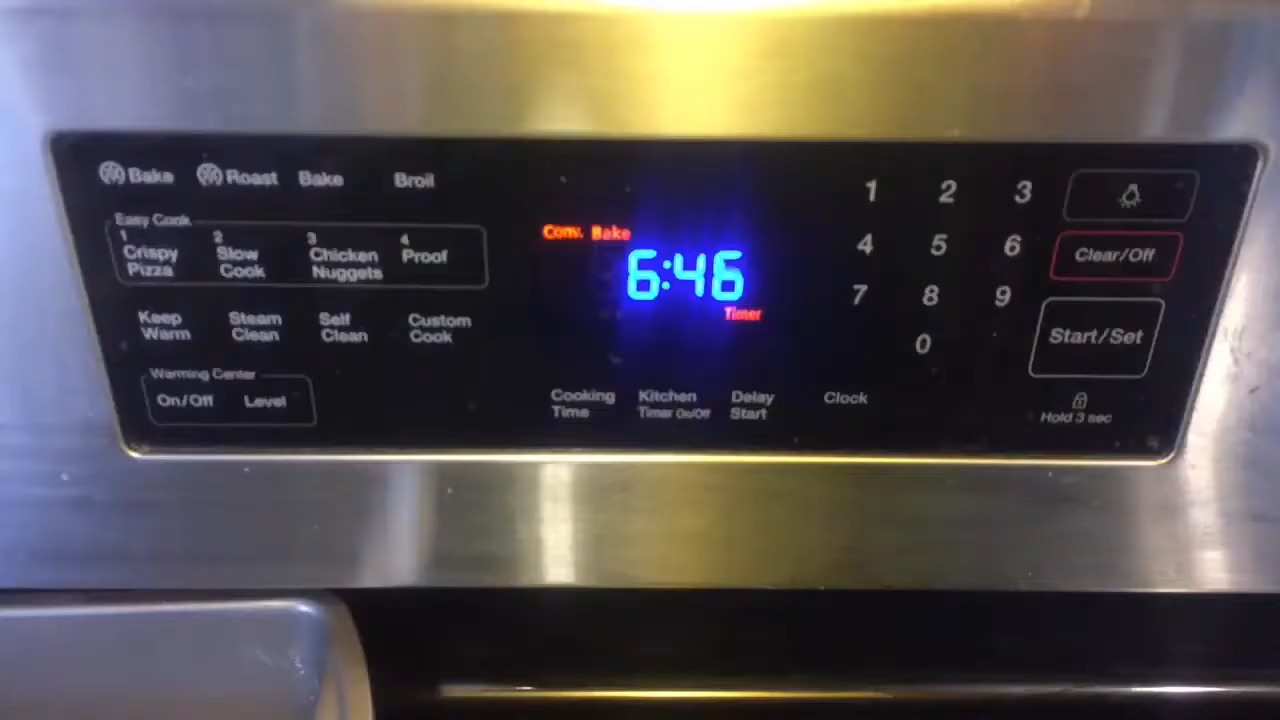 Bake Roast Bake Broil
Easy Cook
1 2 3 4
Crispy Slow Chicken Proof
Pizza Cook Nuggets
Keep Steam Self Custom
Warm Clean Clean Cook
Warming Center
On/Off Level
Conv. Bake
6:46
Timer
Cooking Kitchen Delay Clock
Time Timer On/Off Start
1 2 3
4 5 6
7 8 9
0
Clear/Off
Start/Set
Hold 3 sec